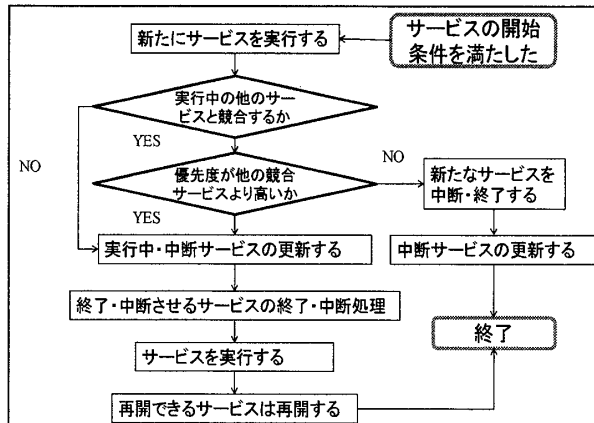 サービスの開始
条件を満たした
新たにサービスを実行する
実行中の他のサー
ビスと競合するか
YES
NO
優先度が他の競合
サービスより高いか
NO
YES
新たなサービスを
中断・終了する
実行中・中断サービスの更新する
中断サービスの更新する
終了・中断させるサービスの終了・中断処理
終了
サービスを実行する
再開できるサービスは再開する